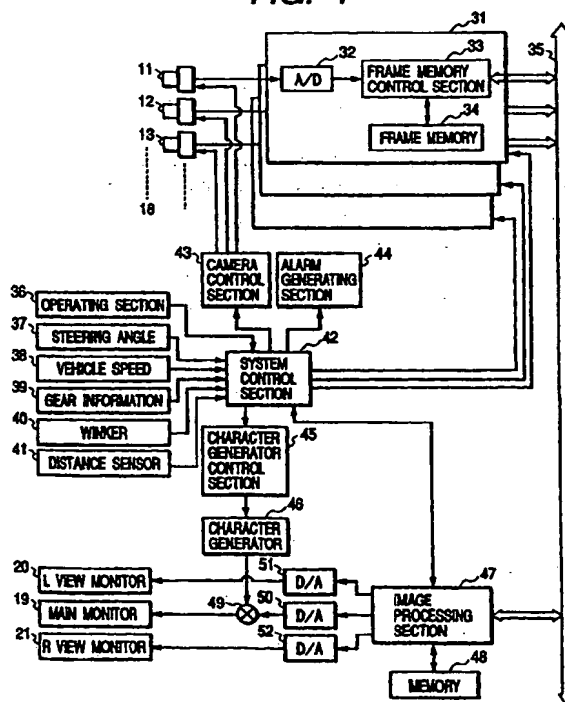 31
35
32
33
11
A/D
FRAME MEMORY
CONTROL SECTION
12
34
13
FRAME MEMORY
18
43
44
CAMERA
CONTROL
SECTION
ALARM
GENERATING
SECTION
36
OPERATING SECTION
37
STEERING ANGLE
42
38
VEHICLE SPEED
SYSTEM
CONTROL
SECTION
39
GEAR INFORMATION
40
WINKER
45
41
DISTANCE SENSOR
CHARACTER
GENERATOR
CONTROL
SECTION
46
CHARACTER
GENERATOR
20
L VIEW MONITOR
51
D/A
47
19
MAIN MONITOR
49
50
D/A
IMAGE
PROCESSING
SECTION
21
R VIEW MONITOR
52
D/A
48
MEMORY